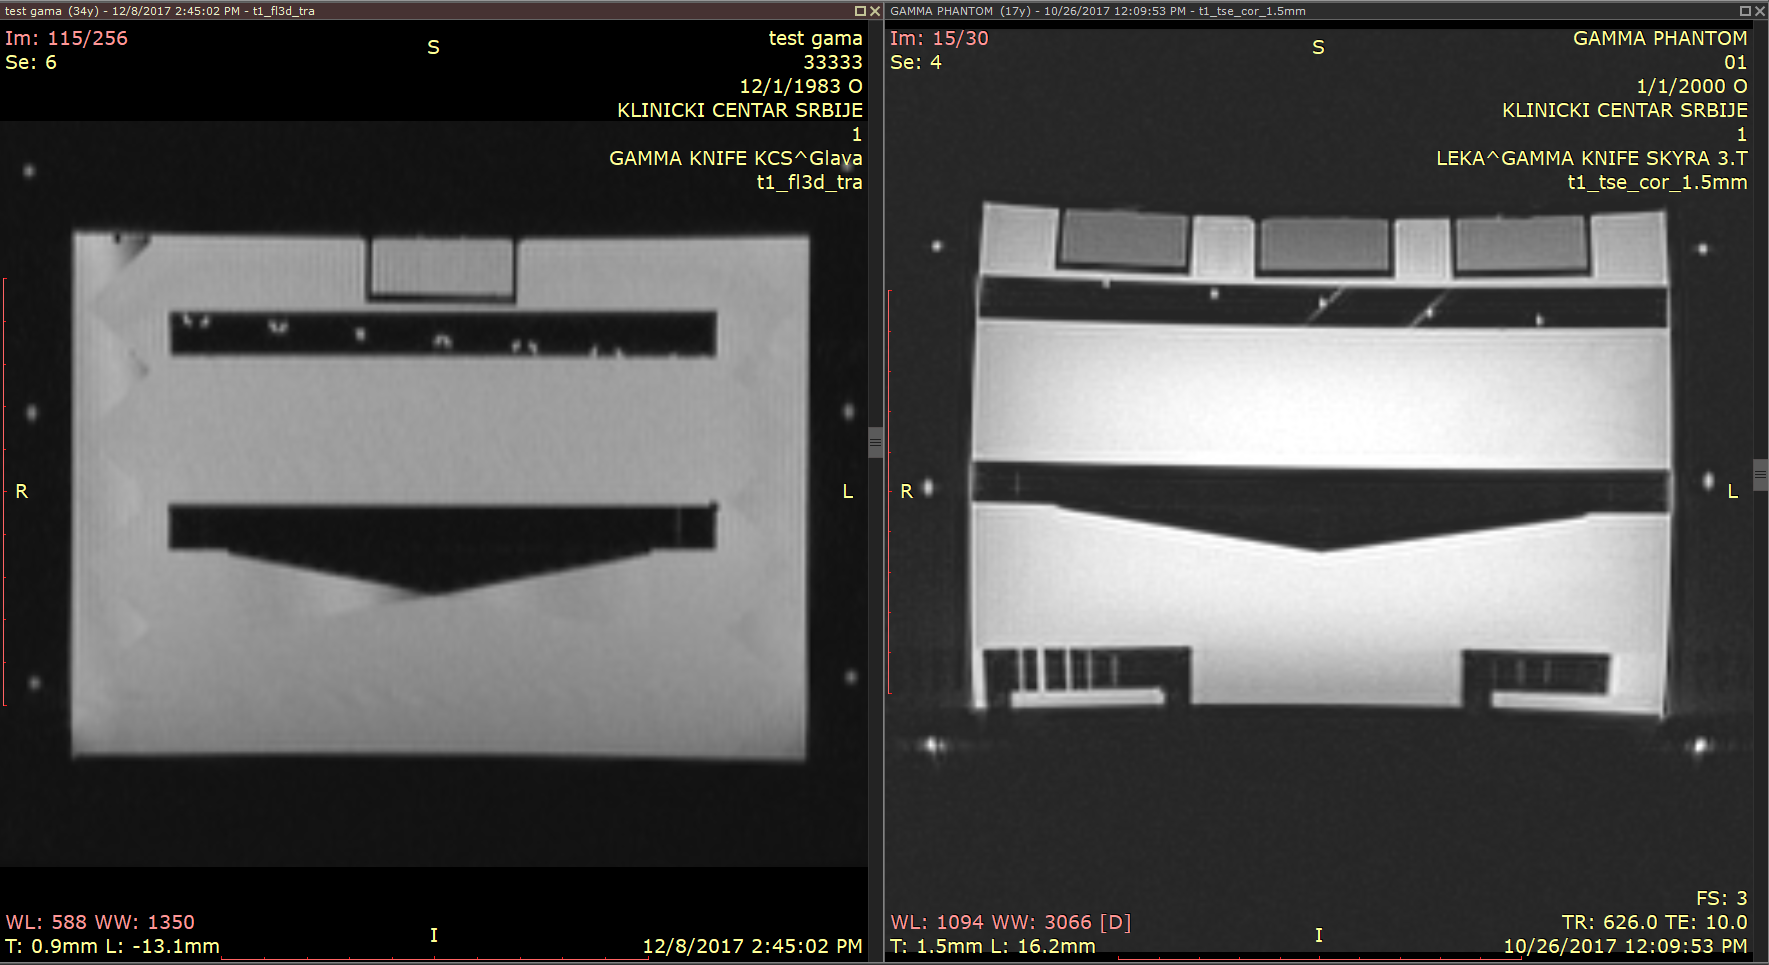 test gama (34y) - 12/8/2017 2:45:02 PM - t1_fl3d_tra
Im: 115/256
Se: 6
S
test gama
33333
12/1/1983 O
KLINICKI CENTAR SRBIJE
1
GAMMA KNIFE KCS^Glava
t1_fl3d_tra
R
L
WL: 588 WW: 1350
T: 0.9mm L: -13.1mm
I
12/8/2017 2:45:02 PM
GAMMA PHANTOM (17y) - 10/26/2017 12:09:53 PM - t1_tse_cor_1.5mm
Im: 15/30
Se: 4
S
GAMMA PHANTOM
01
1/1/2000 O
KLINICKI CENTAR SRBIJE
1
LEKA^GAMMA KNIFE SKYRA 3.T
t1_tse_cor_1.5mm
R
L
FS: 3
WL: 1094 WW: 3066 [D]
TR: 626.0 TE: 10.0
T: 1.5mm L: 16.2mm
I
10/26/2017 12:09:53 PM